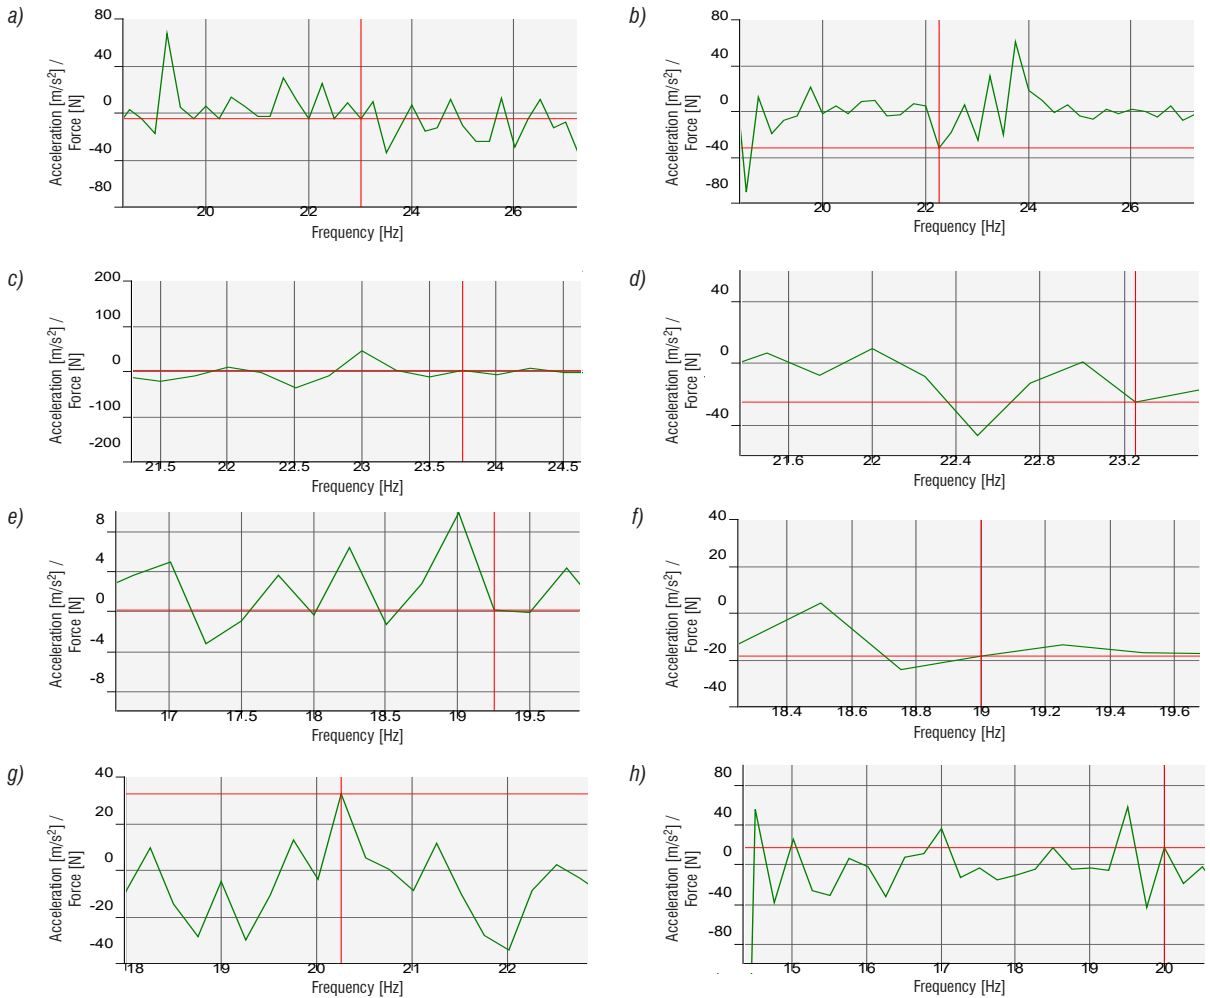 a)
Acceleration [m/s²] /
Force [N]
80
40
0
-40
-80
20 22 24 26
Frequency [Hz]
b)
Acceleration [m/s²] /
Force [N]
80
40
0
-40
-80
20 22 24 26
Frequency [Hz]
c)
Acceleration [m/s²] /
Force [N]
200
100
0
-100
-200
21.5 22 22.5 23 23.5 24 24.5
Frequency [Hz]
d)
Acceleration [m/s²] /
Force [N]
40
0
-40
21.6 22 22.4 22.8 23.2
Frequency [Hz]
e)
Acceleration [m/s²] /
Force [N]
8
4
0
-4
-8
17 17.5 18 18.5 19 19.5
Frequency [Hz]
f)
Acceleration [m/s²] /
Force [N]
40
20
0
-20
-40
18.4 18.6 18.8 19 19.2 19.4 19.6
Frequency [Hz]
g)
Acceleration [m/s²] /
Force [N]
40
20
0
-20
-40
18 19 20 21 22
Frequency [Hz]
h)
Acceleration [m/s²] /
Force [N]
80
40
0
-40
-80
15 16 17 18 19 20
Frequency [Hz]